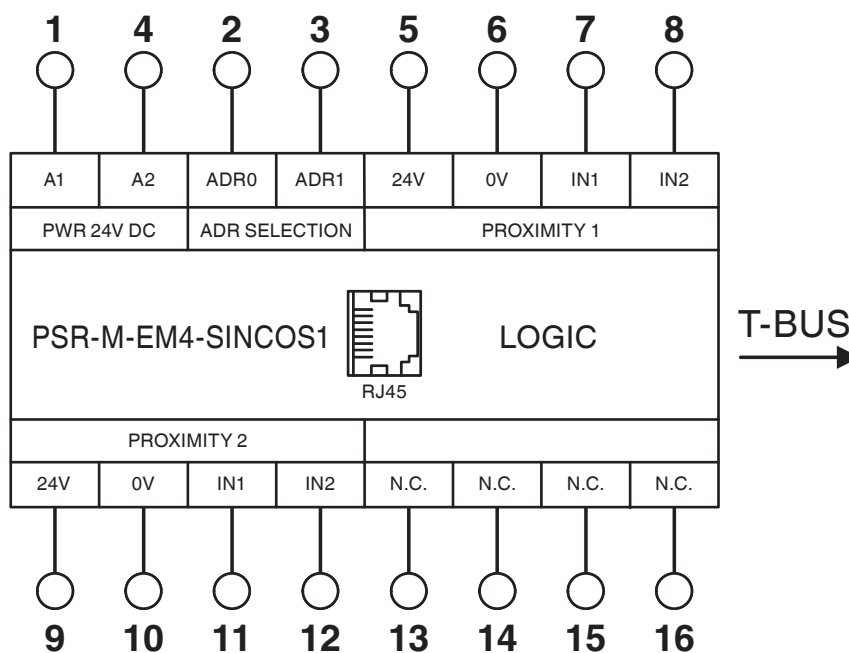 1 4 2 3 5 6 7 8
A1 A2 ADR0 ADR1 24V 0V IN1 IN2
PWR 24V DC ADR SELECTION PROXIMITY 1
PSR-M-EM4-SINCOS1 LOGIC T-BUS
RJ45
PROXIMITY 2
24V 0V IN1 IN2 N.C. N.C. N.C. N.C.
9 10 11 12 13 14 15 16